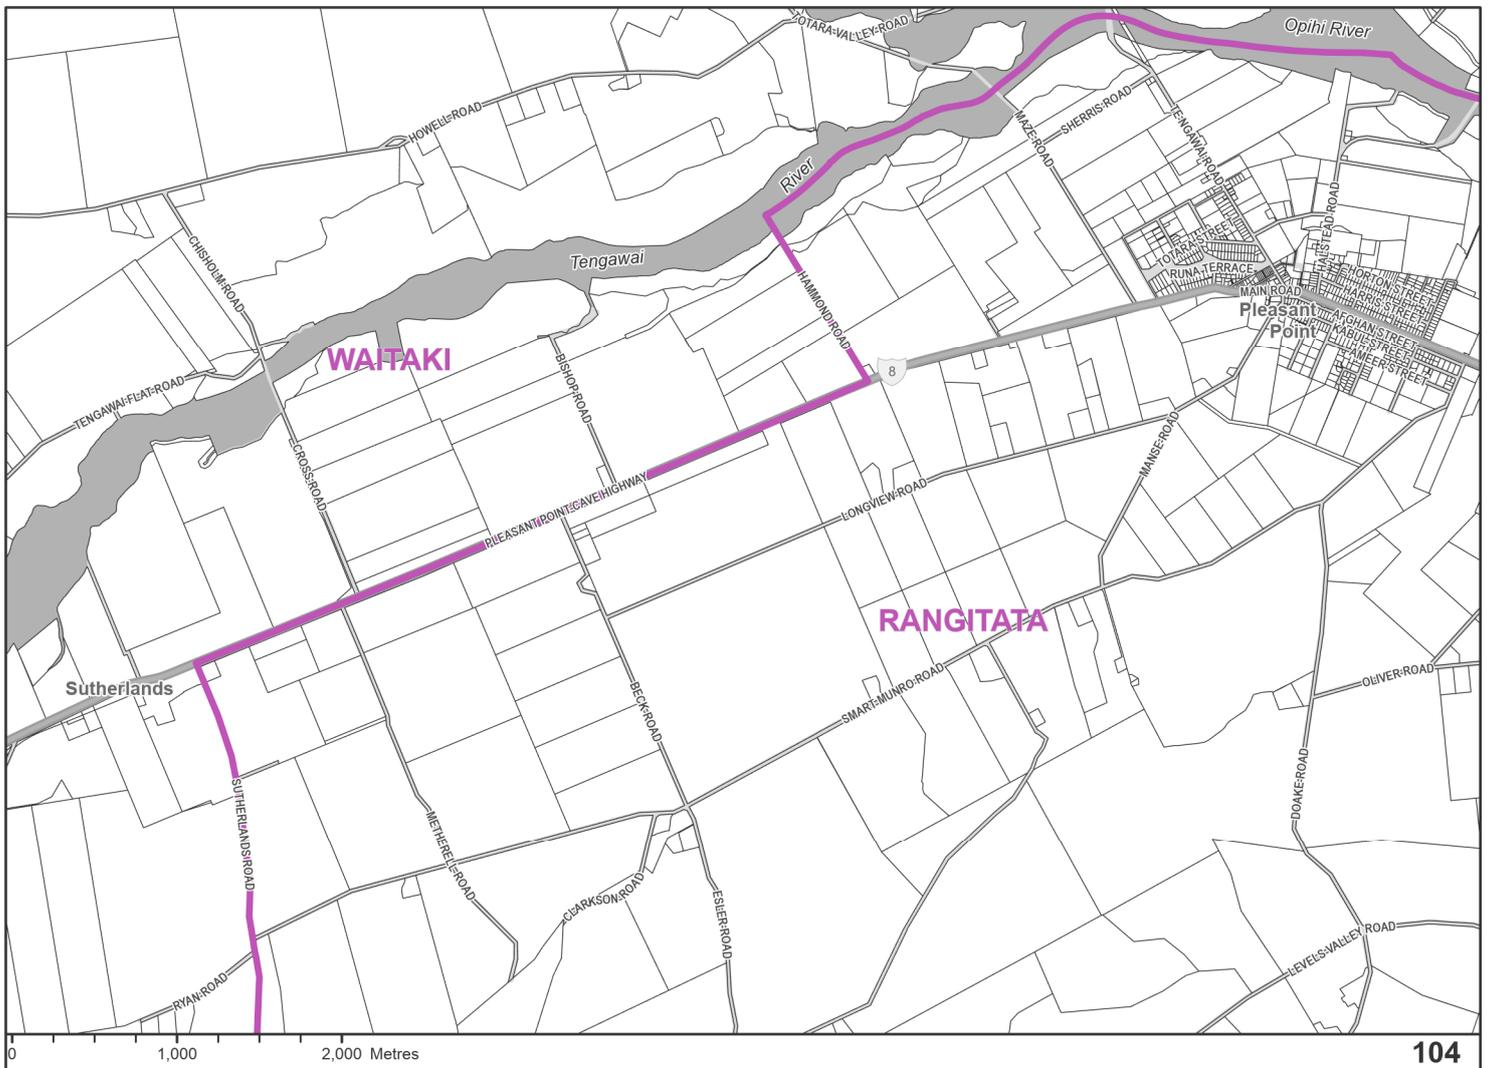 Opihi River
OTARA VALLEY ROAD
HOWELL ROAD
MAZE ROAD
SHERRIS ROAD
TENGAWAI ROAD
River
HALSTEAD ROAD
OTARA STREET
RUNA TERRACE
CHISHOLM ROAD
Tengawai
HAMMOND ROAD
MAIN ROAD
HORTON STREET
HARRIS STREET
Pleasant
Point
AFGHAN STREET
KABUL STREET
AMEER STREET
WAITAKI
8
TENGAWAI FLAT ROAD
BISHOP ROAD
CROSS ROAD
MANSE ROAD
PLEASANT POINT CAVE HIGHWAY
LONGVIEW ROAD
RANGITATA
Sutherlands
BECK ROAD
SMART MUNRO ROAD
OLIVER ROAD
SUTHERLANDS ROAD
METHERELL ROAD
DOAKE ROAD
CLARKSON ROAD
ESLER ROAD
RYAN ROAD
LEVELS VALLEY ROAD
0 1,000 2,000 Metres
104